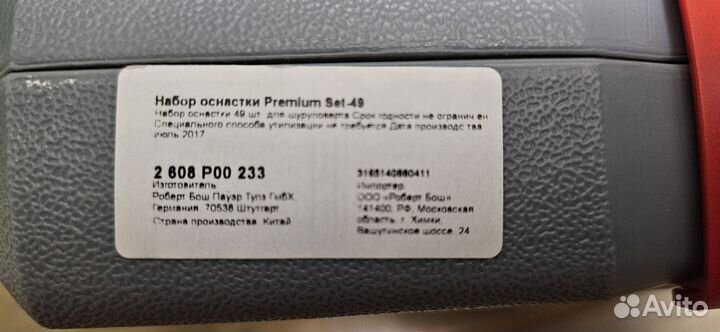 Набор оснастки Premium Set-49
Набор оснастки 49 шт. для шуруповерта Срок годности не ограничен
Специального способа утилизации не требуется Дата производства
июль 2017
2 608 P00 233
Изготовитель
Роберт Бош Пауэр Тулз ГмбХ
Германия, 70538 Штутгарт
Страна производства: Китай
3165140880411
Импортер:
ООО «Роберт Бош»
141400, РФ, Московская
область, г. Химки,
Вашутинское шоссе, 24
Avito